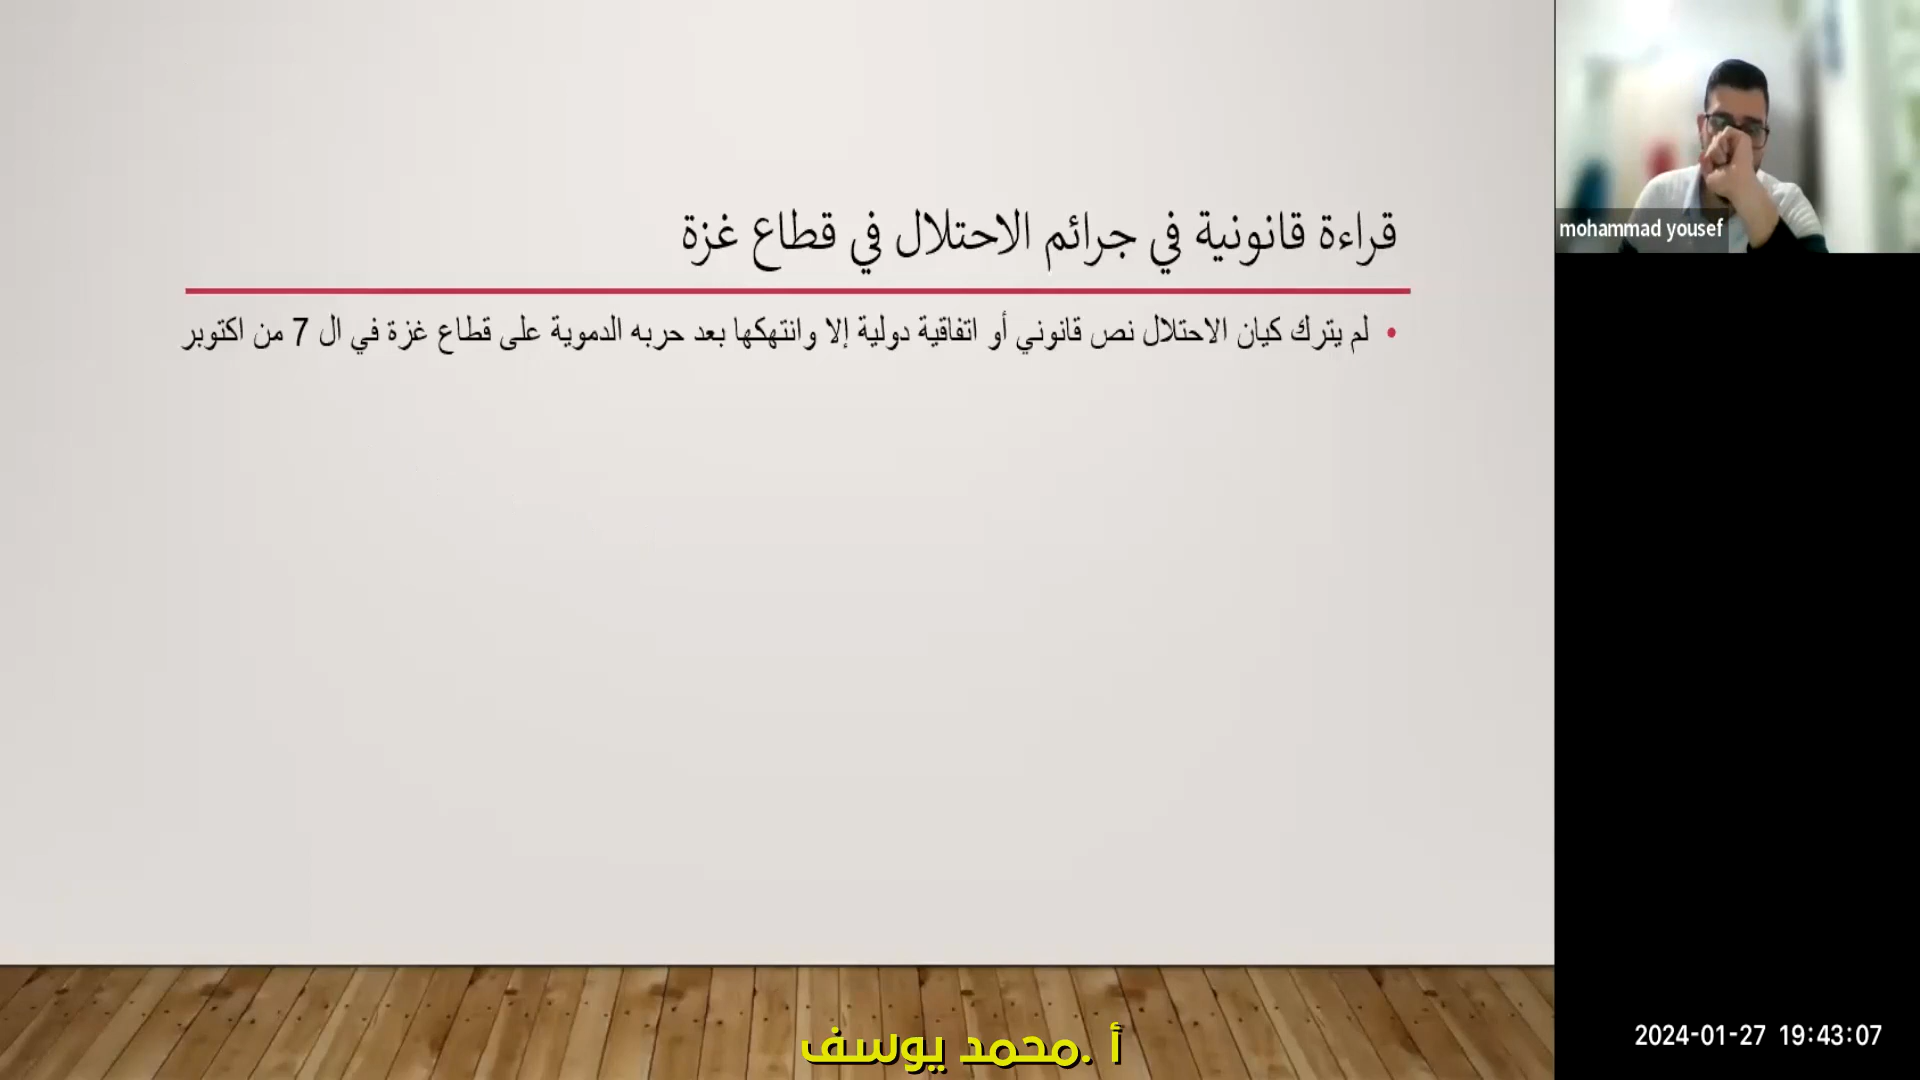 قراءة قانونية في جرائم الاحتلال في قطاع غزة
• لم يترك كيان الاحتلال نص قانوني أو اتفاقية دولية إلا وانتهكها بعد حربه الدموية على قطاع غزة في ال 7 من اكتوبر
mohammad yousef
أ .محمد يوسف
2024-01-27 19:43:07